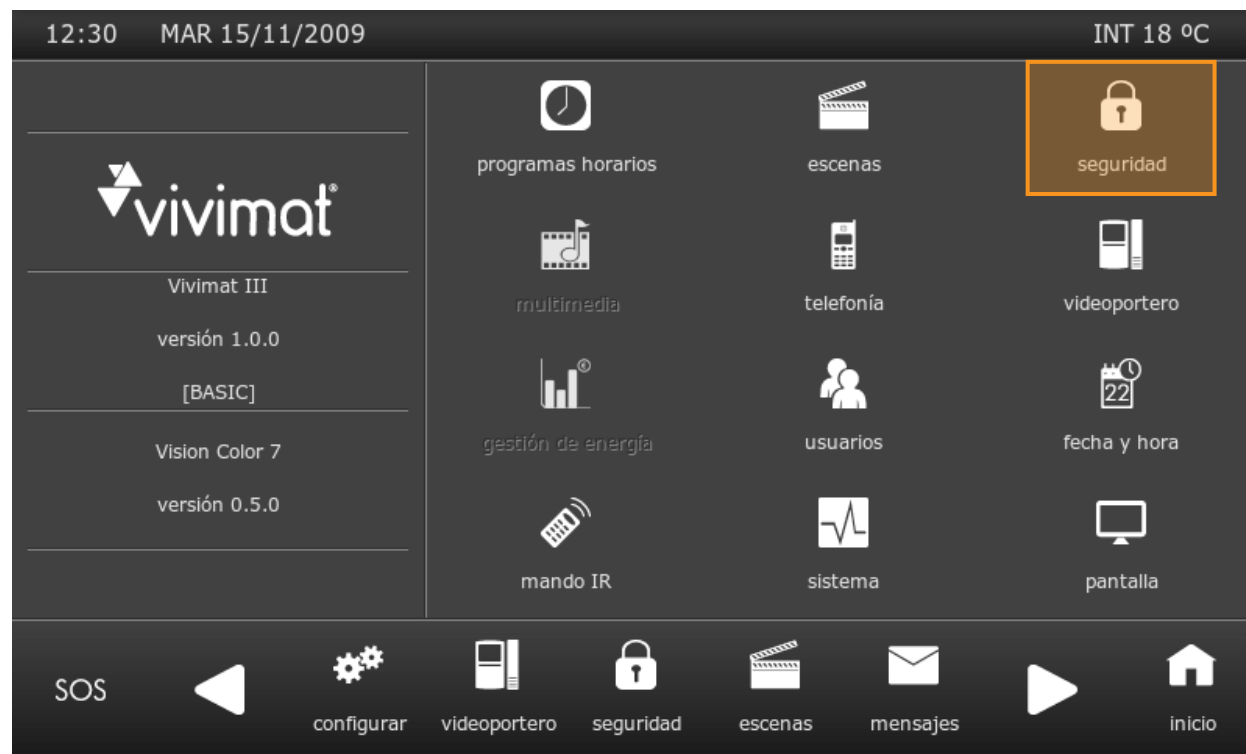 12:30 MAR 15/11/2009 INT 18 ºC
programas horarios escenas seguridad
vivimat®
Vivimat III
multimedia telefonía videoportero
versión 1.0.0
[BASIC]
22
gestión de energía usuarios fecha y hora
Vision Color 7
versión 0.5.0
mando IR sistema pantalla
SOS
configurar videoportero seguridad escenas mensajes inicio